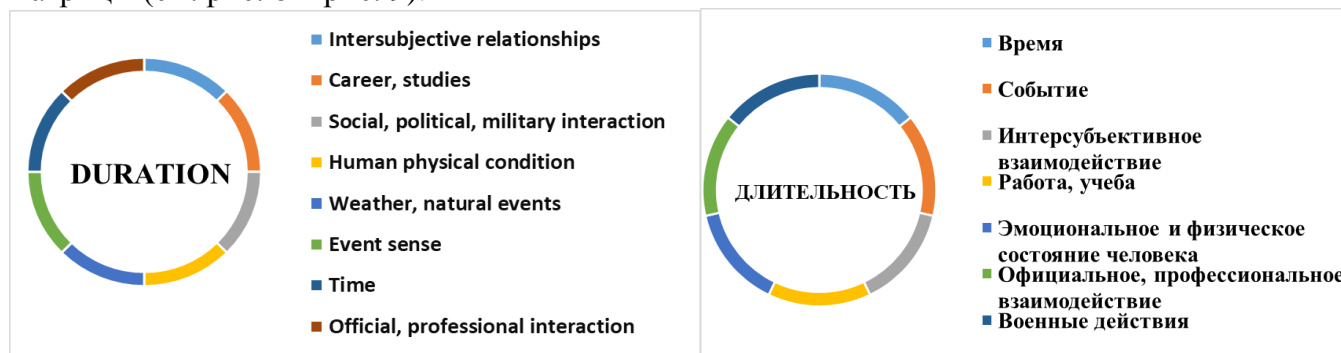 DURATION
Intersubjective relationships
Career, studies
Social, political, military interaction
Human physical condition
Weather, natural events
Event sense
Time
Official, professional interaction
ДЛИТЕЛЬНОСТЬ
Время
Событие
Интерсубъективное
взаимодействие
Работа, учеба
Эмоциональное и физическое
состояние человека
Официальное, профессиональное
взаимодействие
Военные действия